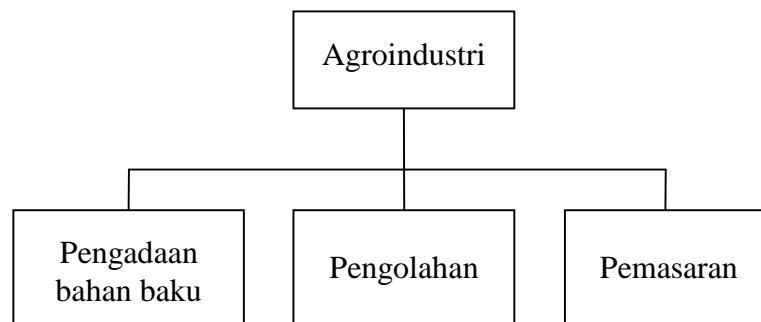 Agroindustri
Pengadaan
bahan baku
Pengolahan
Pemasaran